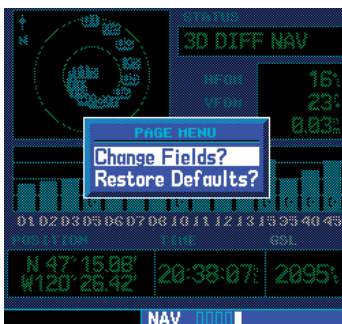 STATUS
N
3D DIFF NAV
HFOM 16
VFOM 23
0.03
PAGE MENU
Change Fields?
Restore Defaults?
01 02 03 05 06 07 08 10 11 12 13 15 35 40 45
POSITION TIME GSL
N 47° 15.08'
W120° 26.42'
20:38:07
2095
NAV